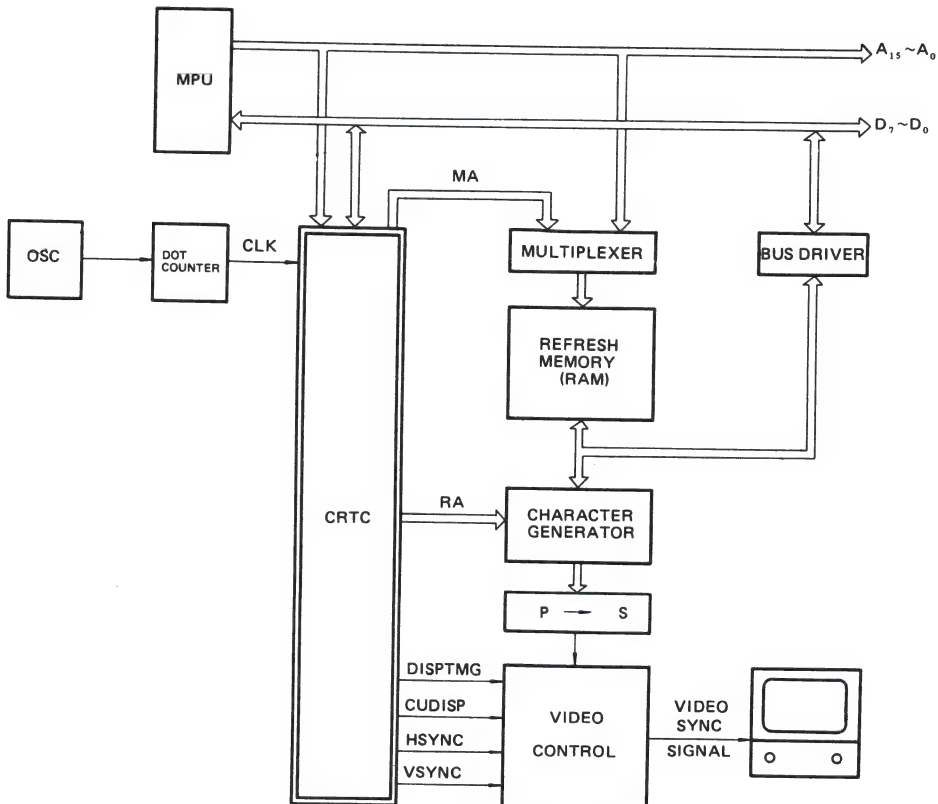 MPU
A₁₅~A₀
D₇~D₀
MA
OSC
DOT
COUNTER
CLK
MULTIPLEXER
BUS DRIVER
REFRESH
MEMORY
(RAM)
CRTC
RA
CHARACTER
GENERATOR
P → S
DISPTMG
CUDISP
HSYNC
VSYNC
VIDEO
CONTROL
VIDEO
SYNC
SIGNAL